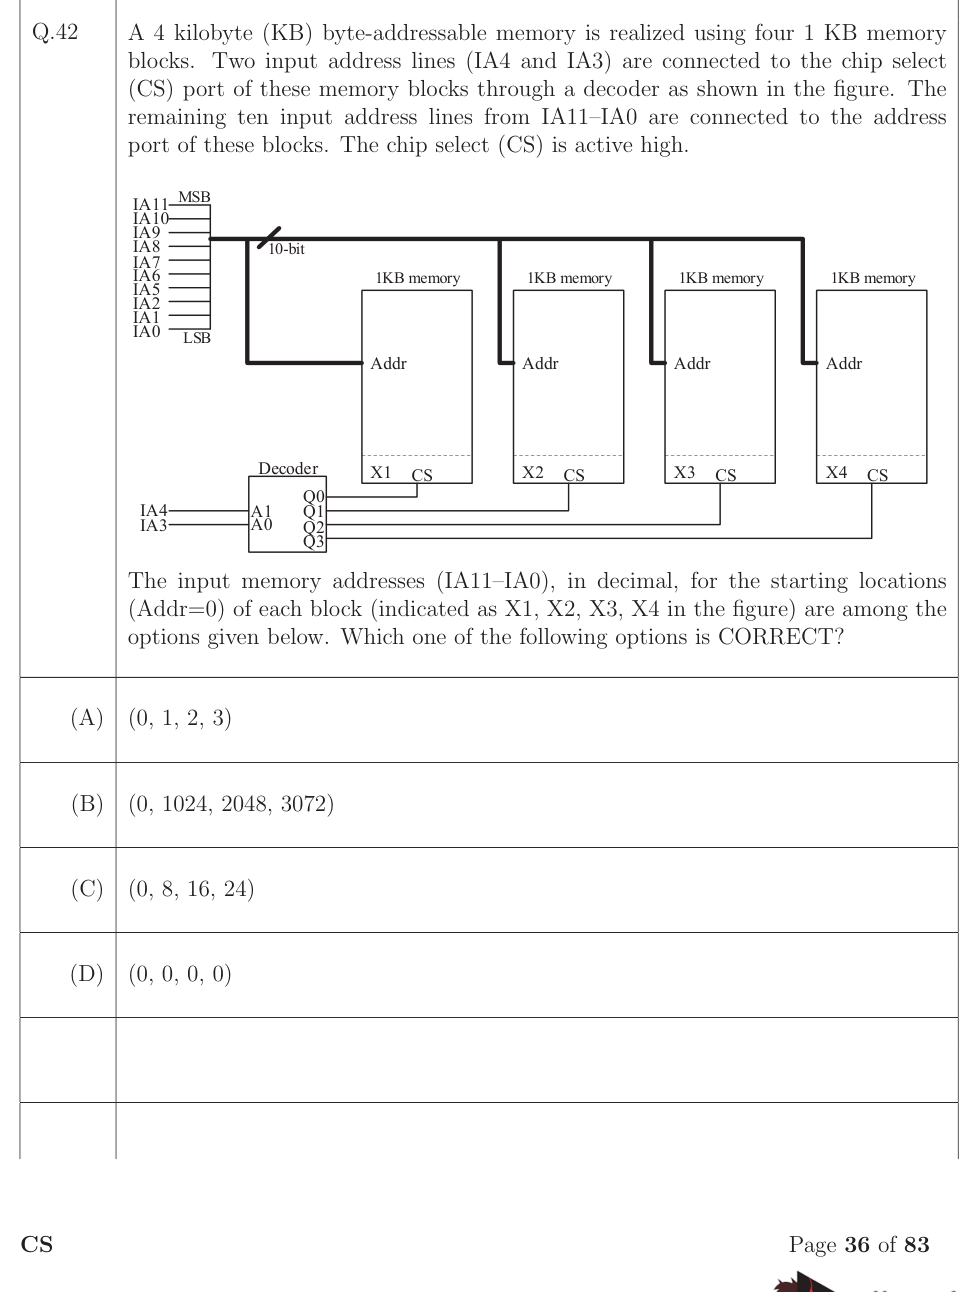 Q.42
A 4 kilobyte (KB) byte-addressable memory is realized using four 1 KB memory
blocks. Two input address lines (IA4 and IA3) are connected to the chip select
(CS) port of these memory blocks through a decoder as shown in the figure. The
remaining ten input address lines from IA11–IA0 are connected to the address
port of these blocks. The chip select (CS) is active high.
IA11 MSB
IA10
IA9
IA8
IA7
IA6
IA5
IA2
IA1
IA0 LSB
10-bit
1KB memory 1KB memory 1KB memory 1KB memory
Addr Addr Addr Addr
X1 CS X2 CS X3 CS X4 CS
Decoder
IA4 A1
IA3 A0
Q0
Q1
Q2
Q3
The input memory addresses (IA11–IA0), in decimal, for the starting locations
(Addr=0) of each block (indicated as X1, X2, X3, X4 in the figure) are among the
options given below. Which one of the following options is CORRECT?
(A) (0, 1, 2, 3)
(B) (0, 1024, 2048, 3072)
(C) (0, 8, 16, 24)
(D) (0, 0, 0, 0)
CS Page 36 of 83